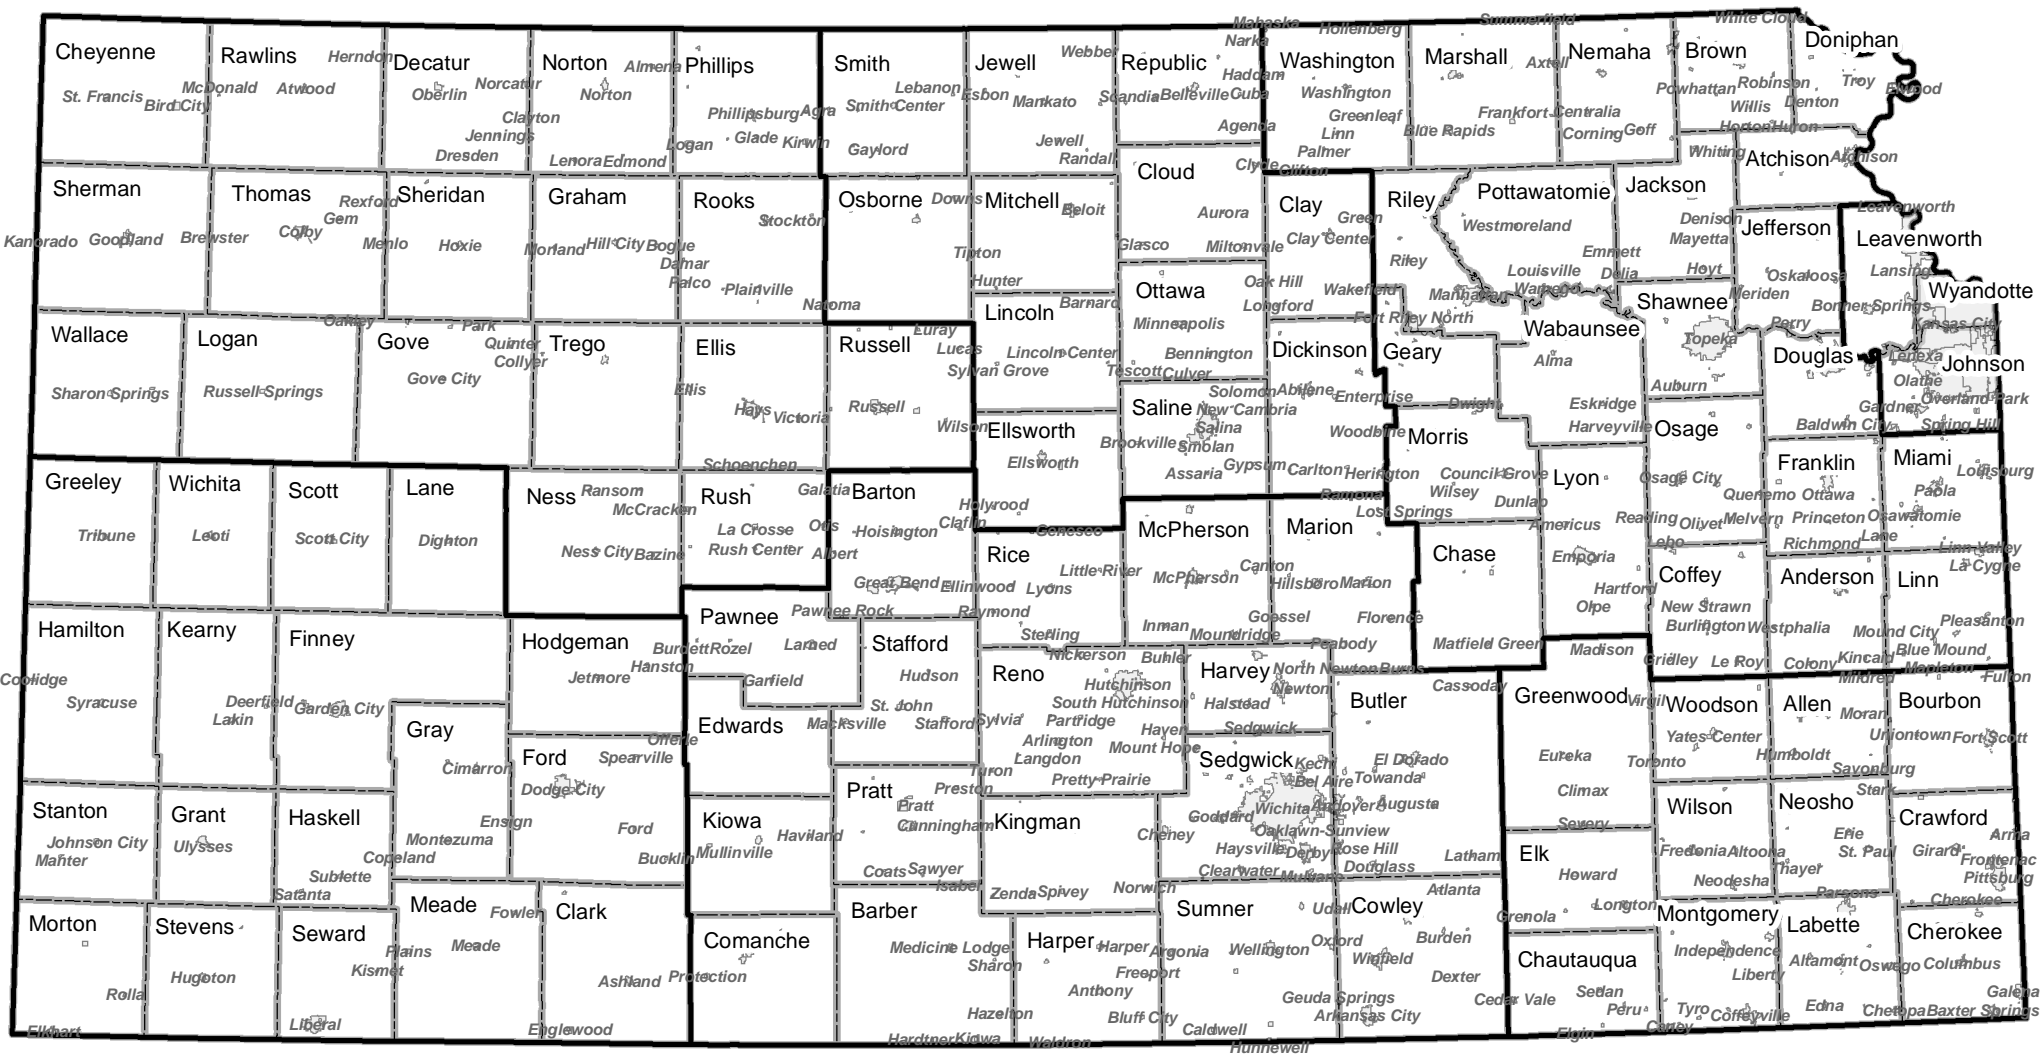 Mahaska
Hollenberg
Summerfield
White Cloud
Cheyenne
Rawlins
Herndon
Decatur
Norton
Almena
Phillips
Smith
Jewell
Webber
Republic
Narka
Washington
Marshall
Axtell
Nemaha
Brown
Doniphan
St. Francis
Bird City
McDonald
Atwood
Oberlin
Norcatur
Norton
Clayton
Jennings
Dresden
Lenora
Edmond
Phillipsburg
Agra
Logan
Glade
Kirwin
Lebanon
Smith Center
Gaylord
Esbon
Mankato
Jewell
Randall
Scandia
Belleville
Cuba
Haddam
Agenda
Washington
Greenleaf
Linn
Palmer
Blue Rapids
Frankfort
Centralia
Corning
Goff
Powhattan
Robinson
Willis
Denton
Horton
Huron
Troy
Elwood
Whiting
Atchison
Atchison
Sherman
Thomas
Rexford
Gem
Sheridan
Graham
Rooks
Stockton
Osborne
Downs
Mitchell
Beloit
Cloud
Clyde
Clifton
Clay
Green
Riley
Pottawatomie
Jackson
Kanorado
Goodland
Brewster
Colby
Menlo
Hoxie
Morland
Hill City
Bogue
Damar
Palco
Plainville
Natoma
Tipton
Hunter
Aurora
Glasco
Miltonvale
Clay Center
Riley
Westmoreland
Emmett
Louisville
Wamego
Delia
Denison
Mayetta
Hoyt
Jefferson
Oskaloosa
Meriden
Perry
Leavenworth
Leavenworth
Lansing
Bonner Springs
Wyandotte
Kansas City
Wallace
Logan
Oakley
Gove
Park
Quinter
Collyer
Trego
Ellis
Russell
Luray
Lucas
Lincoln
Barnard
Ottawa
Oak Hill
Longford
Wakefield
Manhattan
Fort Riley North
Shawnee
Wabaunsee
Sharon Springs
Russell Springs
Gove City
Ellis
Hays
Victoria
Schoenchen
Russell
Sylvan Grove
Lincoln Center
Wilson
Minneapolis
Bennington
Tescott
Culver
Dickinson
Geary
Alma
Topeka
Douglas
Lenexa
Johnson
Olathe
Overland Park
Gardner
Spring Hill
Baldwin City
Solomon
Abilene
Enterprise
Dwight
Eskridge
Harveyville
Auburn
Saline
New Cambria
Salina
Smolan
Brookville
Assaria
Gypsum
Carlton
Woodbine
Herington
Morris
Council Grove
Wilsey
Dunlap
Osage
Osage City
Quenemo
Franklin
Ottawa
Miami
Louisburg
Paola
Osawatomie
Greeley
Wichita
Scott
Lane
Ness
Ransom
McCracken
Rush
Galatia
Barton
Ellsworth
Ellsworth
Holyrood
Claflin
Geneseo
Ramona
Lost Springs
Lyon
Americus
Reading
Olivet
Melvern
Princeton
Richmond
Lane
Lebo
Linn Valley
La Cygne
Tribune
Leoti
Scott City
Dighton
Ness City
Bazine
La Crosse
Rush Center
Otis
Albert
Hoisington
Great Bend
Ellinwood
Rice
Little River
Lyons
McPherson
McPherson
Canton
Marion
Hillsboro
Marion
Chase
Emporia
Hartford
Olpe
Coffey
New Strawn
Burlington
Anderson
Westphalia
Linn
Pleasanton
Mound City
Blue Mound
Hamilton
Kearny
Finney
Hodgeman
Pawnee
Pawnee Rock
Burdett
Rozel
Larned
Stafford
Raymond
Sterling
Inman
Goessel
Moundridge
Florence
Peabody
Matfield Green
Madison
Gridley
Le Roy
Colony
Kincaid
Mildred
Mapleton
Fulton
Coolidge
Syracuse
Deerfield
Lakin
Garden City
Jetmore
Hanston
Garfield
Hudson
Reno
Nickerson
Buhler
Hutchinson
South Hutchinson
Harvey
North Newton
Newton
Burns
Halstead
Sedgwick
Cassoday
Gray
Offerle
Edwards
Macksville
St. John
Stafford
Sylvia
Partridge
Arlington
Langdon
Haven
Mount Hope
Butler
Greenwood
Virgil
Woodson
Yates Center
Allen
Moran
Bourbon
Uniontown
Fort Scott
Cimarron
Ford
Dodge City
Spearville
Turon
Preston
Pretty Prairie
Sedgwick
Kechi
Bel Air
El Dorado
Towanda
Eureka
Toronto
Humboldt
Savonburg
Stark
Stanton
Grant
Haskell
Johnson City
Manter
Ulysses
Montezuma
Ensign
Ford
Copeland
Bucklin
Kiowa
Mullinville
Haviland
Pratt
Pratt
Cunningham
Kingman
Cheney
Goddard
Wichita
Andover
Augusta
Oaklawn-Sunview
Haysville
Derby
Rose Hill
Clearwater
Mulvane
Douglass
Latham
Climax
Severy
Wilson
Fredonia
Altoona
Neodesha
Neosho
Erie
St. Paul
Thayer
Crawford
Arma
Girard
Frontenac
Pittsburg
Cherokee
Sublette
Satanta
Coats
Sawyer
Isabel
Zenda
Spivey
Norwich
Elk
Howard
Longton
Grenola
Parsons
Morton
Stevens
Seward
Meade
Fowler
Clark
Comanche
Barber
Harper
Sumner
Cowley
Atlanta
Udall
Burden
Montgomery
Labette
Cherokee
Hugoton
Kismet
Plains
Meade
Ashland
Protection
Medicine Lodge
Sharon
Harper
Argonia
Freeport
Anthony
Wellington
Oxford
Winfield
Dexter
Chautauqua
Independence
Liberty
Altamont
Oswego
Columbus
Rolla
Elkhart
Liberal
Englewood
Hazelton
Hardtner
Kiowa
Waldron
Bluff City
Caldwell
Hunnewell
Geuda Springs
Arkansas City
Cedar Vale
Sedan
Peru
Elgin
Caney
Tyro
Coffeyville
Edna
Chetopa
Baxter Springs
Galena